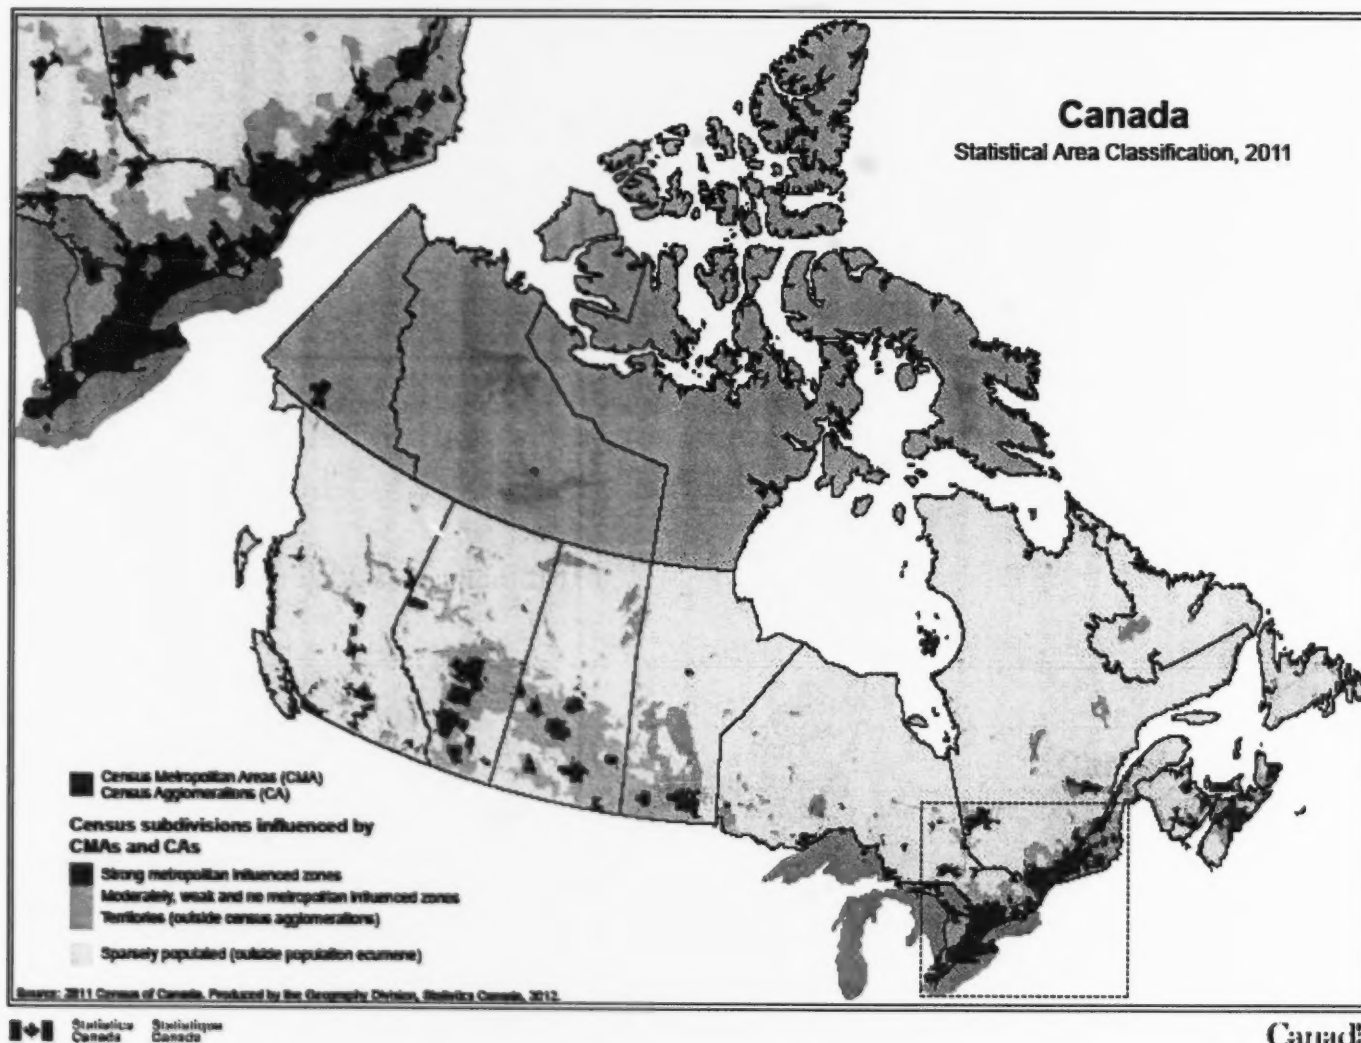 Canada
Statistical Area Classification, 2011
Census Metropolitan Areas (CMA)
Census Agglomerations (CA)
Census subdivisions influenced by
CMAs and CAs
Strong metropolitan influenced zones
Moderately, weak and no metropolitan influenced zones
Territories (outside census agglomerations)
Sparsely populated (outside population ecumene)
Source: 2011 Census of Canada. Produced by the Geography Division, Statistics Canada, 2012.
Statistics Statistique
Canada Canada
Canad